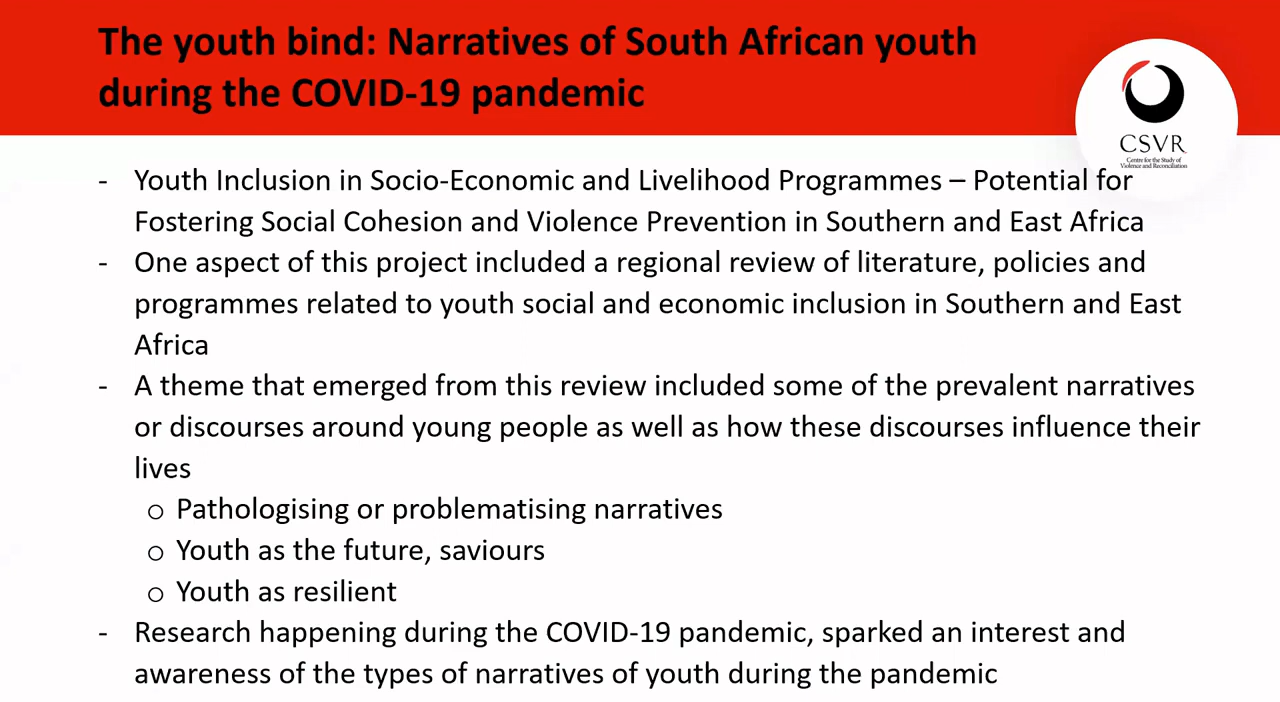 The youth bind: Narratives of South African youth
during the COVID-19 pandemic
CSVR
Centre for the Study of
Violence and Reconciliation
- Youth Inclusion in Socio-Economic and Livelihood Programmes – Potential for
Fostering Social Cohesion and Violence Prevention in Southern and East Africa
- One aspect of this project included a regional review of literature, policies and
programmes related to youth social and economic inclusion in Southern and East
Africa
- A theme that emerged from this review included some of the prevalent narratives
or discourses around young people as well as how these discourses influence their
lives
o Pathologising or problematising narratives
o Youth as the future, saviours
o Youth as resilient
- Research happening during the COVID-19 pandemic, sparked an interest and
awareness of the types of narratives of youth during the pandemic